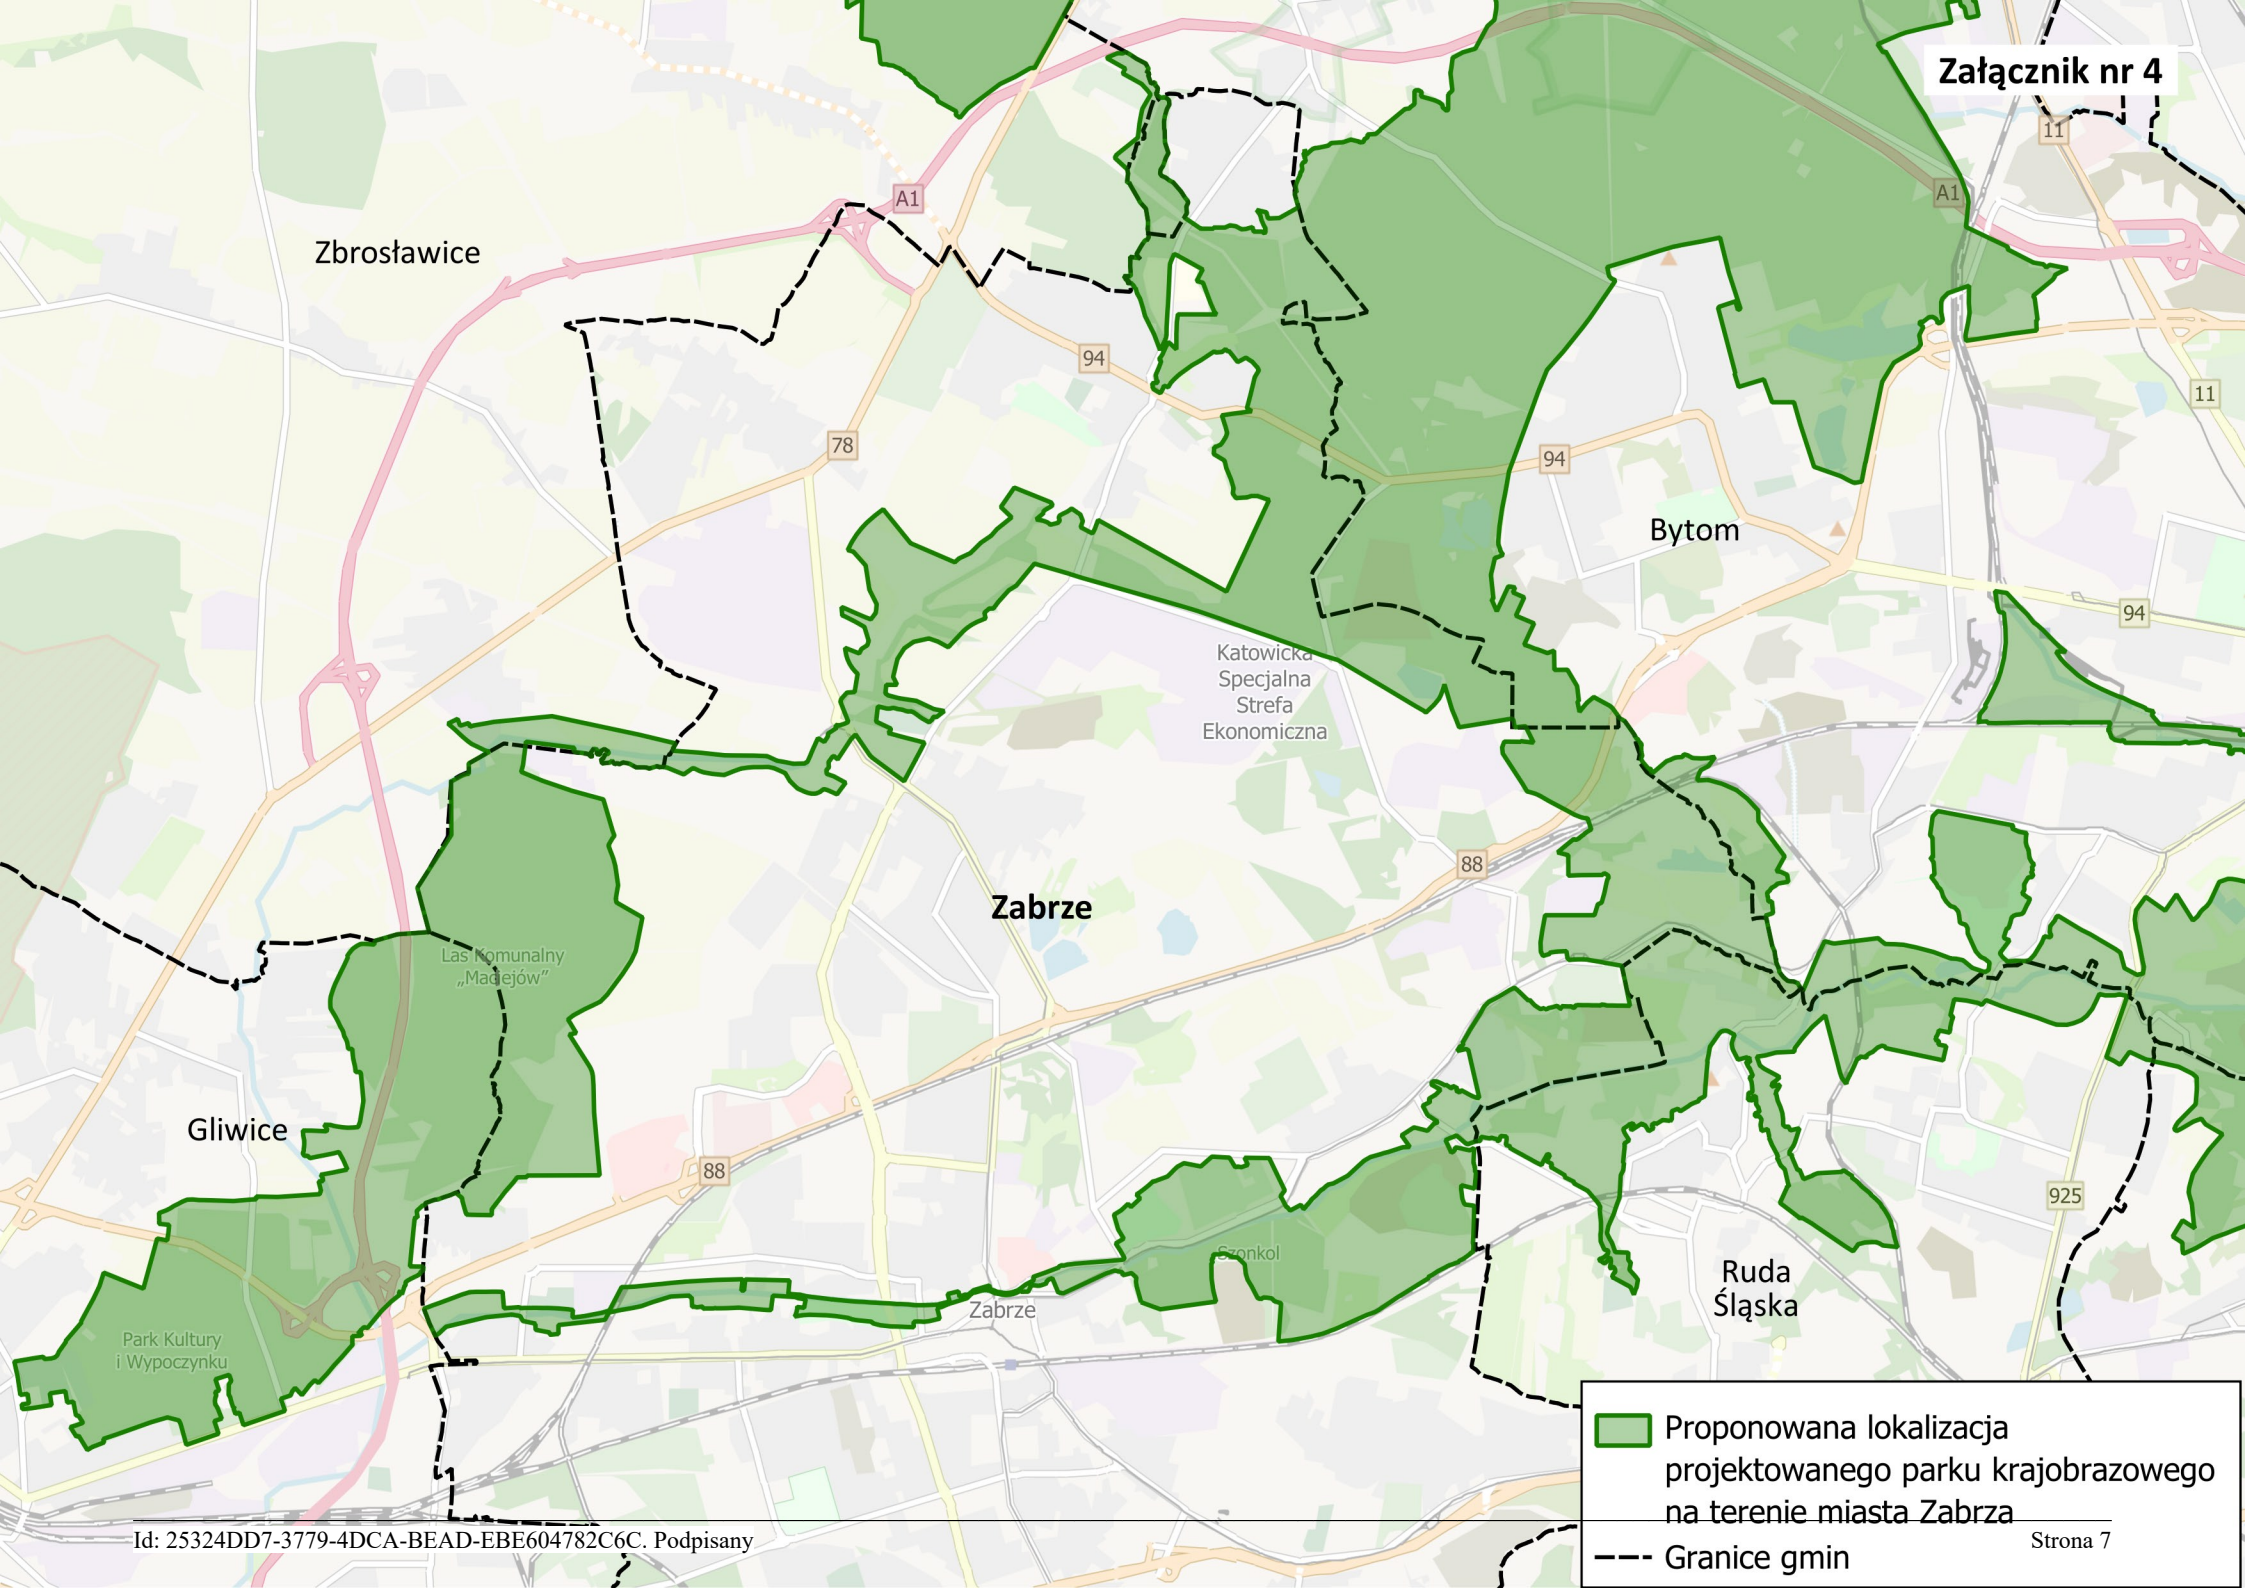 Załącznik nr 4
11
A1
A1
Zbrosławice
94
11
78
94
Bytom
94
Katowicka
Specjalna
Strefa
Ekonomiczna
88
Zabrze
Las Komunalny
„Maciejów”
Gliwice
88
925
Szonkol
Ruda
Śląska
Zabrze
Park Kultury
i Wypoczynku
Proponowana lokalizacja
projektowanego parku krajobrazowego
na terenie miasta Zabrza
Granice gmin
Id: 25324DD7-3779-4DCA-BEAD-EBE604782C6C. Podpisany
Strona 7